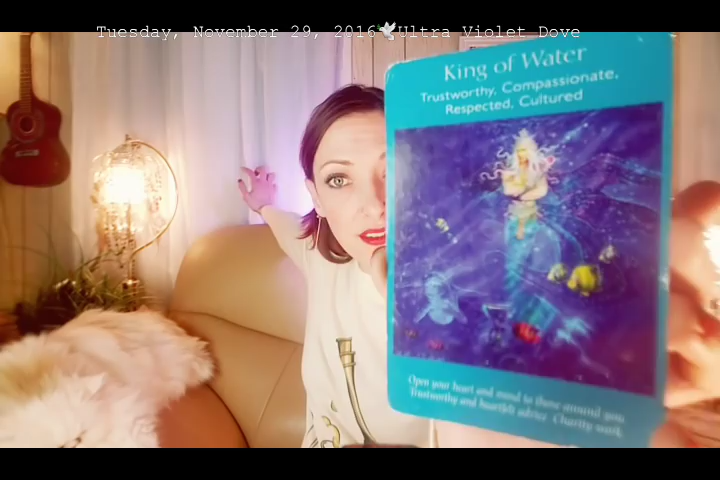 Tuesday, November 29, 2016🕊Ultra Violet Dove
King of Water
Trustworthy, Compassionate,
Respected, Cultured
Open your heart and mind to those around you.
Trustworthy and heartfelt advice. Charity work.